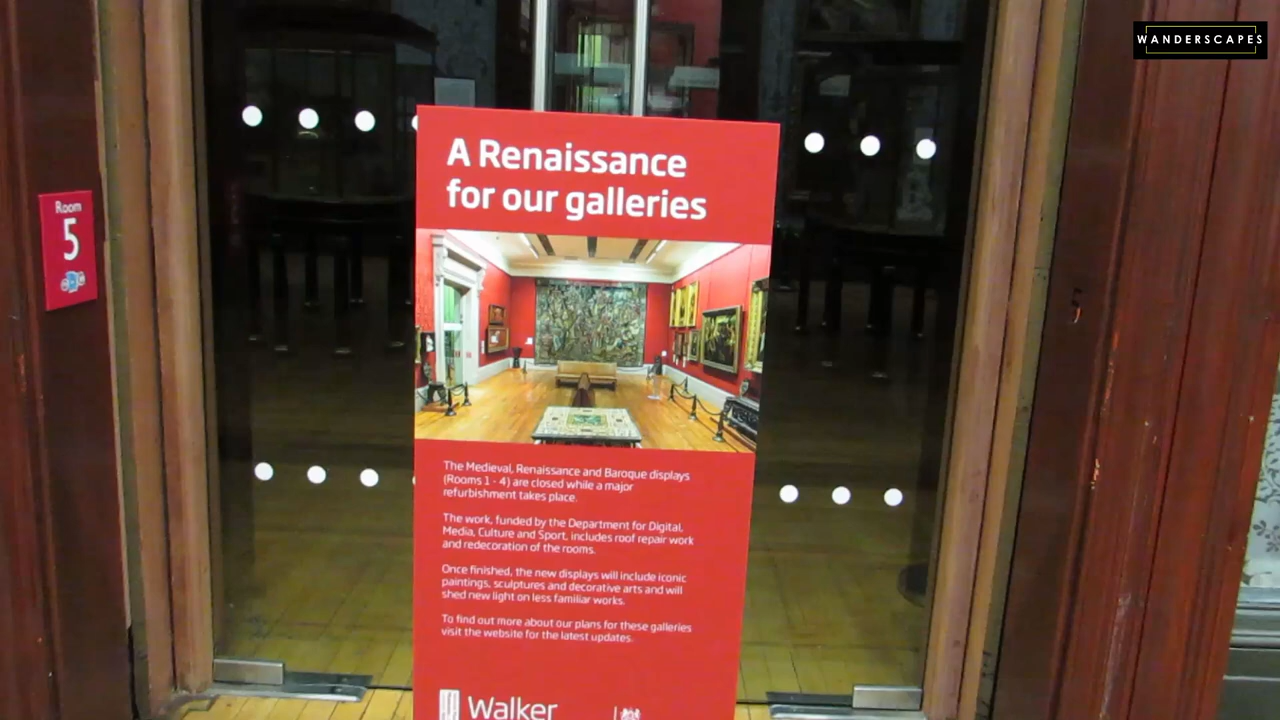 WANDERSCAPES
A Renaissance
for our galleries
Room
5
The Medieval, Renaissance and Baroque displays
(Rooms 1 - 4) are closed while a major
refurbishment takes place.
The work, funded by the Department for Digital,
Media, Culture and Sport, includes roof repair work
and redecoration of the rooms.
Once finished, the new displays will include iconic
paintings, sculptures and decorative arts and will
shed new light on less familiar works.
To find out more about our plans for these galleries
visit the website for the latest updates.
Walker